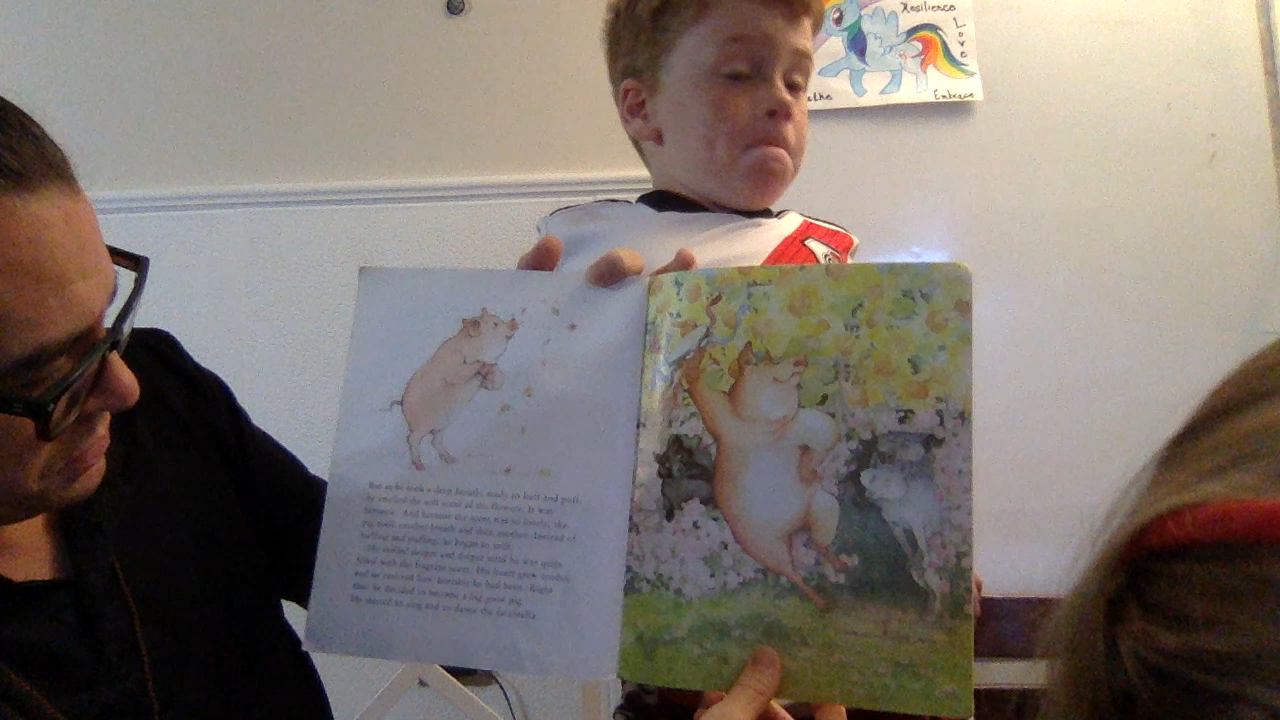 Resilience
Love
Embrace
But as he took a deep breath, ready to huff and puff,
he smelled the soft scent of the flowers. It was
fantastic. And because the scent was so lovely, the
pig took another breath and then another. Instead of
huffing and puffing, he began to sniff.
He sniffed deeper and deeper until he was quite
filled with the fragrant scent. His heart grew tender,
and he realized how horrible he had been. Right
then he decided to become a big good pig.
He started to sing and to dance the tarantella.